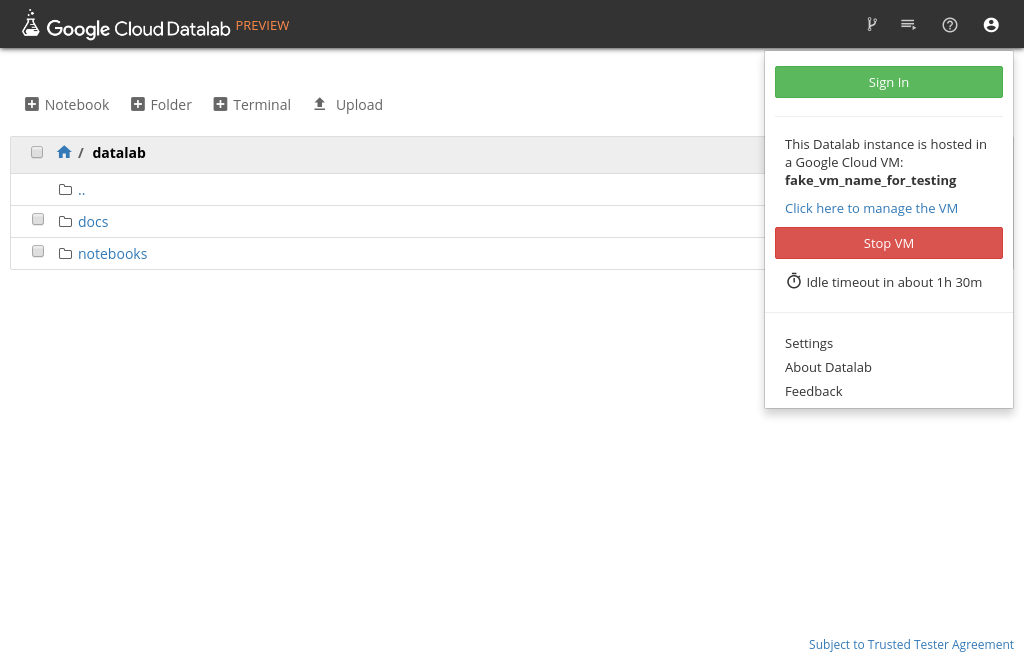 Google Cloud Datalab PREVIEW
Sign In
Notebook Folder Terminal Upload
/ datalab
..
docs
notebooks
This Datalab instance is hosted in
a Google Cloud VM:
fake_vm_name_for_testing
Click here to manage the VM
Stop VM
Idle timeout in about 1h 30m
Settings
About Datalab
Feedback
Subject to Trusted Tester Agreement